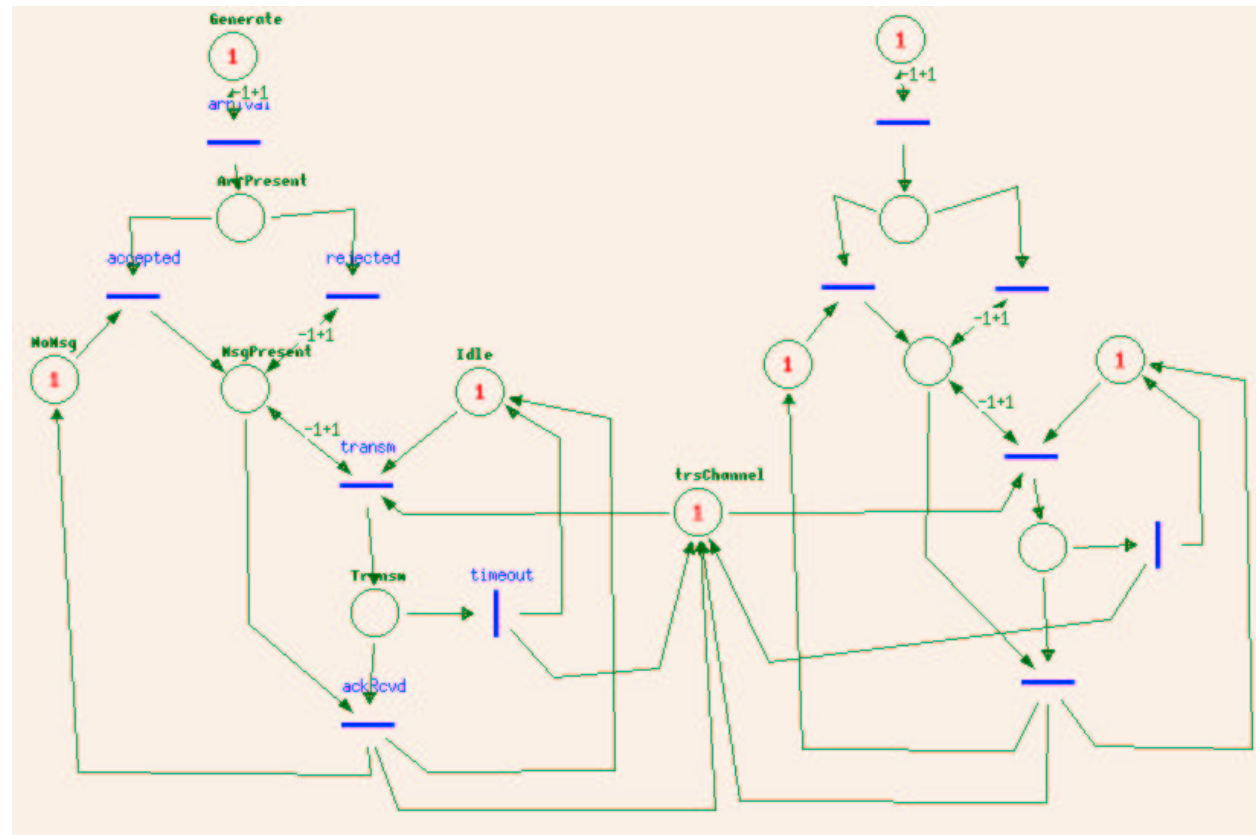 Generate
1
1
-1+1
-1+1
arrival
ArrPresent
accepted
rejected
-1+1
-1+1
NoMsg
MsgPresent
Idle
1
1
1
1
-1+1
-1+1
transm
trsChannel
1
Transm
timeout
ackRcvd